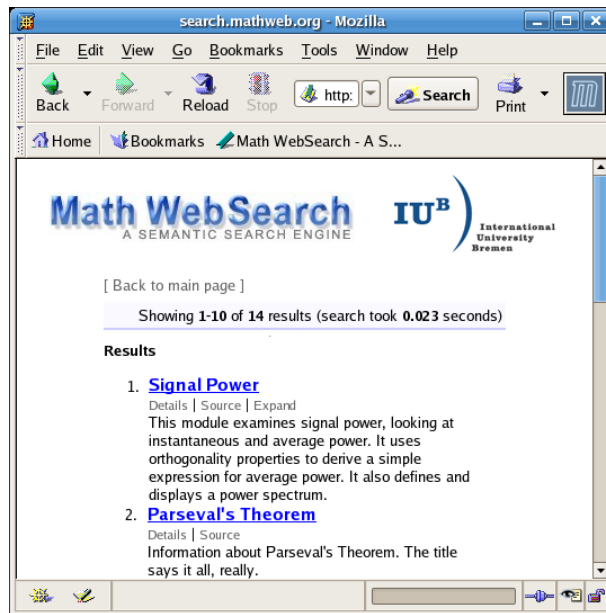 search.mathweb.org - Mozilla
File Edit View Go Bookmarks Tools Window Help
Back Forward Reload Stop http: Search Print
Home Bookmarks Math WebSearch - A S...
Math WebSearch
A SEMANTIC SEARCH ENGINE
IUB
International
University
Bremen
[ Back to main page ]
Showing 1-10 of 14 results (search took 0.023 seconds)
Results
1. Signal Power
Details | Source | Expand
This module examines signal power, looking at
instantaneous and average power. It uses
orthogonality properties to derive a simple
expression for average power. It also defines and
displays a power spectrum.
2. Parseval's Theorem
Details | Source
Information about Parseval's Theorem. The title
says it all, really.